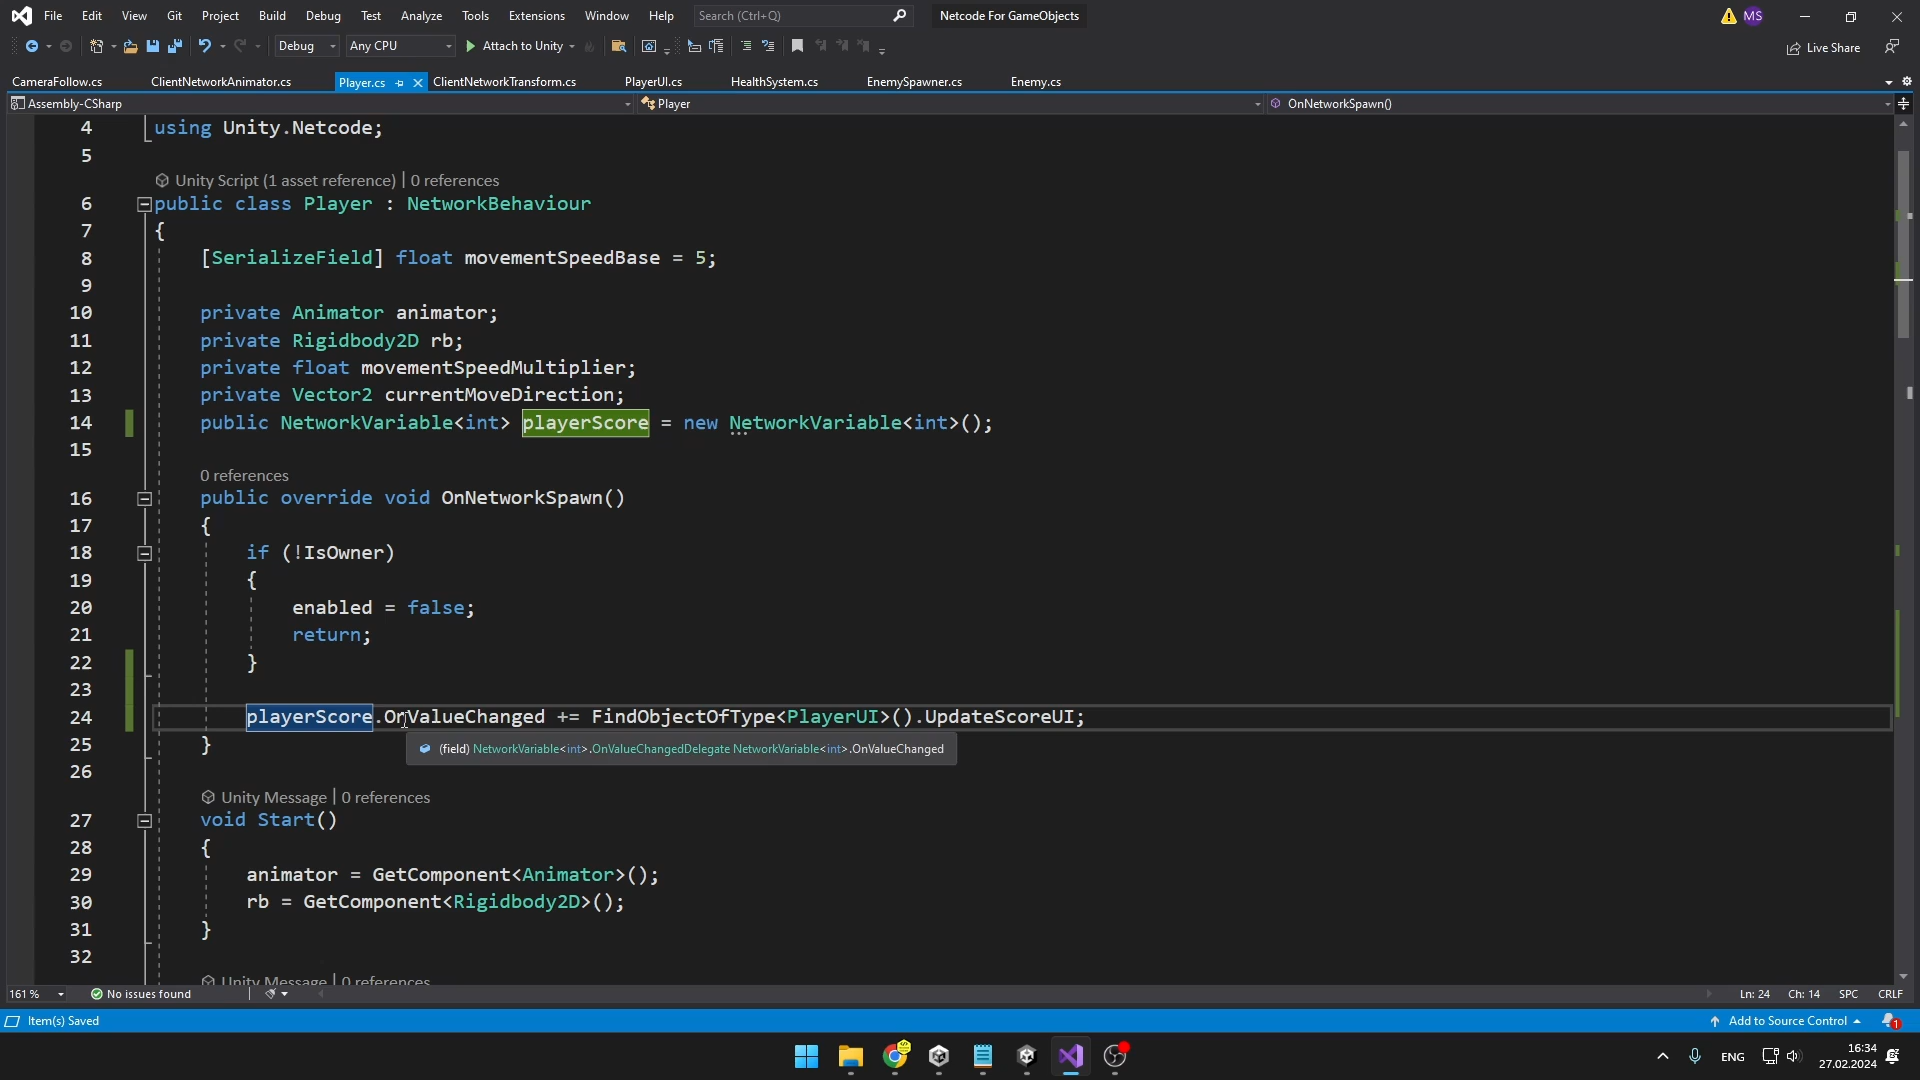 File Edit View Git Project Build Debug Test Analyze Tools Extensions Window Help Search (Ctrl+Q) Netcode For GameObjects MS
Debug Any CPU Attach to Unity Live Share
CameraFollow.cs ClientNetworkAnimator.cs Player.cs ClientNetworkTransform.cs PlayerUI.cs HealthSystem.cs EnemySpawner.cs Enemy.cs
Assembly-CSharp Player OnNetworkSpawn()
4 using Unity.Netcode;
5
Unity Script (1 asset reference) | 0 references
6 public class Player : NetworkBehaviour
7 {
8 [SerializeField] float movementSpeedBase = 5;
9
10 private Animator animator;
11 private Rigidbody2D rb;
12 private float movementSpeedMultiplier;
13 private Vector2 currentMoveDirection;
14 public NetworkVariable<int> playerScore = new NetworkVariable<int>();
15
0 references
16 public override void OnNetworkSpawn()
17 {
18 if (!IsOwner)
19 {
20 enabled = false;
21 return;
22 }
23
24 playerScore.OnValueChanged += FindObjectOfType<PlayerUI>().UpdateScoreUI;
25 }
(field) NetworkVariable<int>.OnValueChangedDelegate NetworkVariable<int>.OnValueChanged
26
Unity Message | 0 references
27 void Start()
28 {
29 animator = GetComponent<Animator>();
30 rb = GetComponent<Rigidbody2D>();
31 }
32
Unity Message | 0 references
161 % No issues found Ln: 24 Ch: 14 SPC CRLF
Item(s) Saved Add to Source Control 1
ENG 16:34
27.02.2024